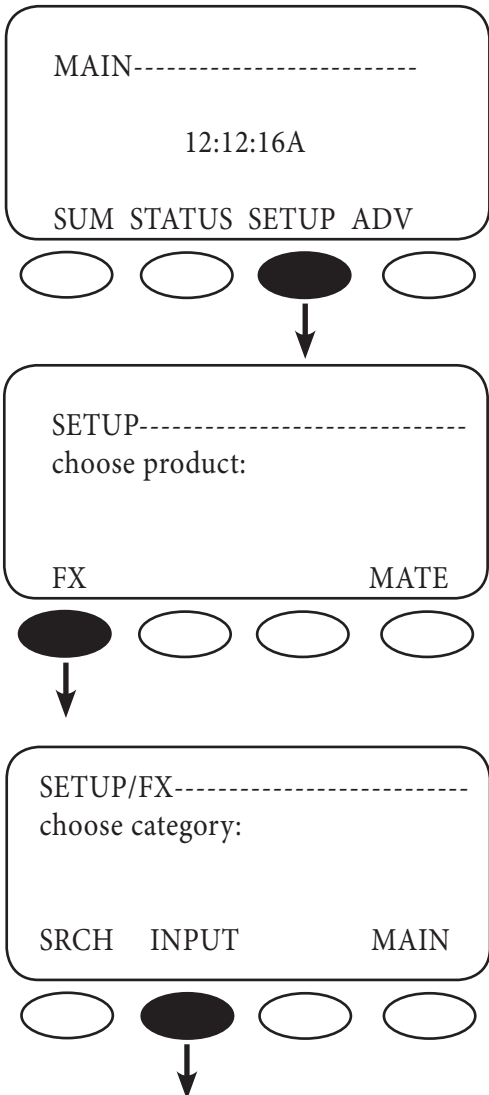 MAIN--------------------------
12:12:16A
SUM STATUS SETUP ADV
SETUP------------------------------
choose product:
FX MATE
SETUP/FX---------------------------
choose category:
SRCH INPUT MAIN